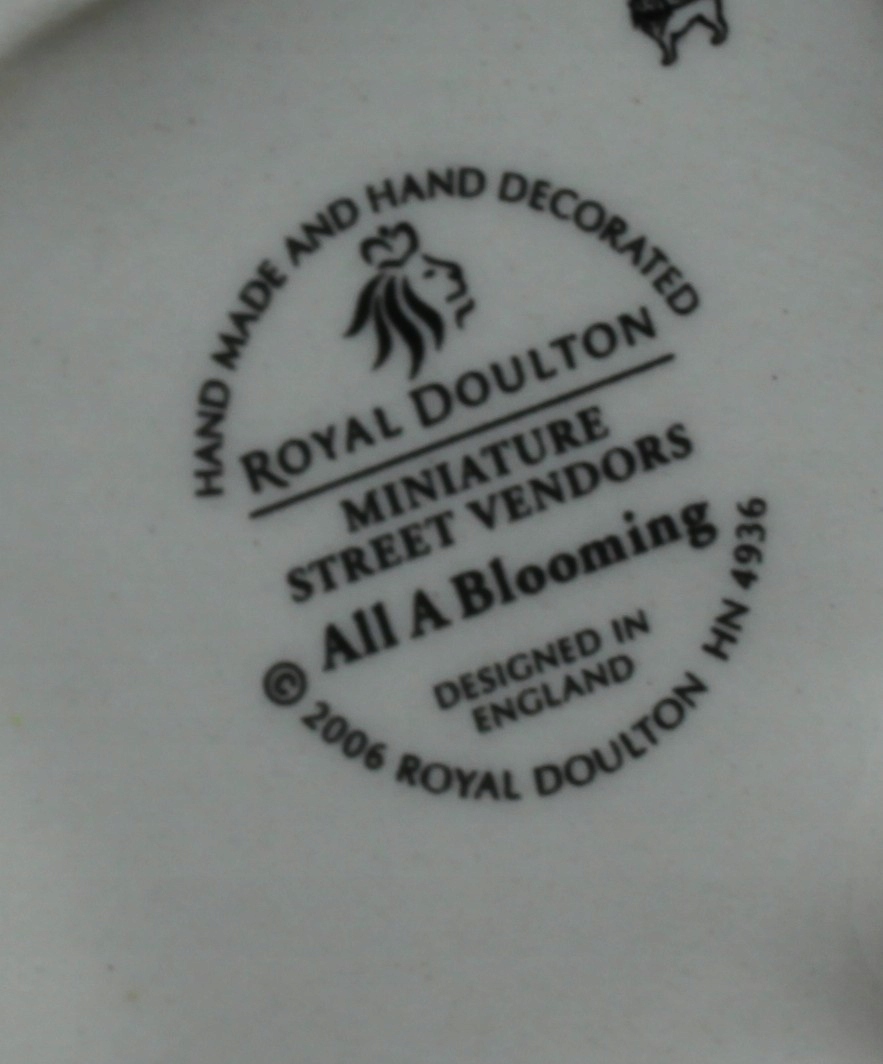 HAND MADE AND HAND DECORATED
ROYAL DOULTON
MINIATURE
STREET VENDORS
All A Blooming
DESIGNED IN
ENGLAND
© 2006 ROYAL DOULTON HN 4936